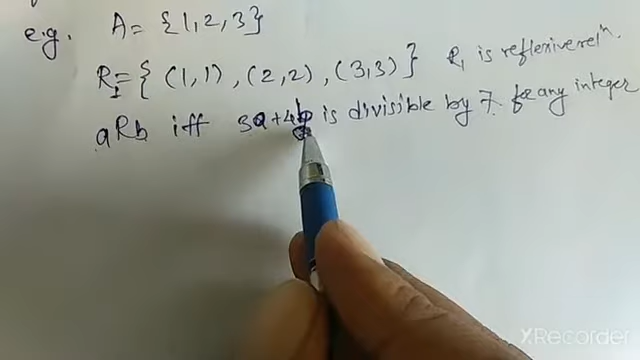 e.g. A = {1,2,3}
R₁ = { (1,1), (2,2), (3,3) } R₁ is reflexive relⁿ.
aRb iff 3a+4b is divisible by 7. for any integer
XRecorder